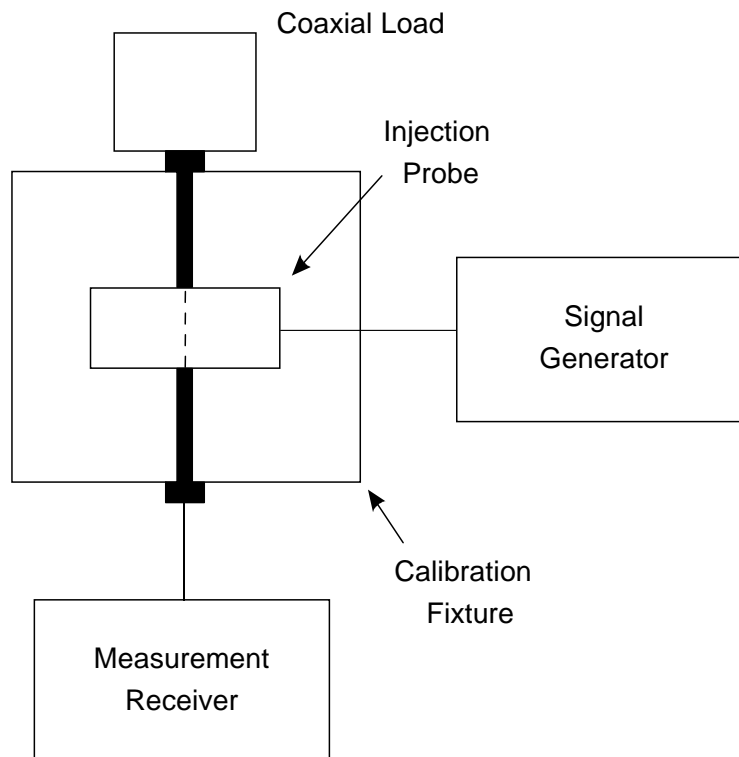 Coaxial Load
Injection
Probe
Signal
Generator
Calibration
Fixture
Measurement
Receiver